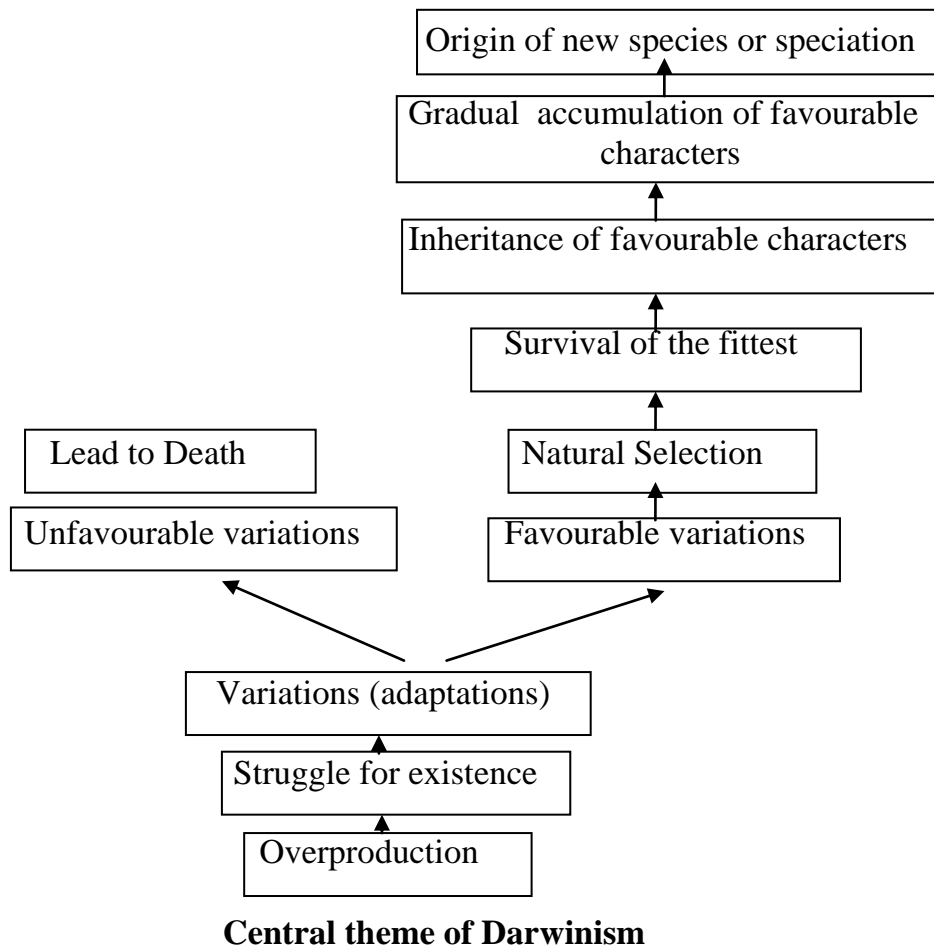 Origin of new species or speciation
Gradual accumulation of favourable
characters
Inheritance of favourable characters
Survival of the fittest
Lead to Death
Natural Selection
Unfavourable variations
Favourable variations
Variations (adaptations)
Struggle for existence
Overproduction
Central theme of Darwinism